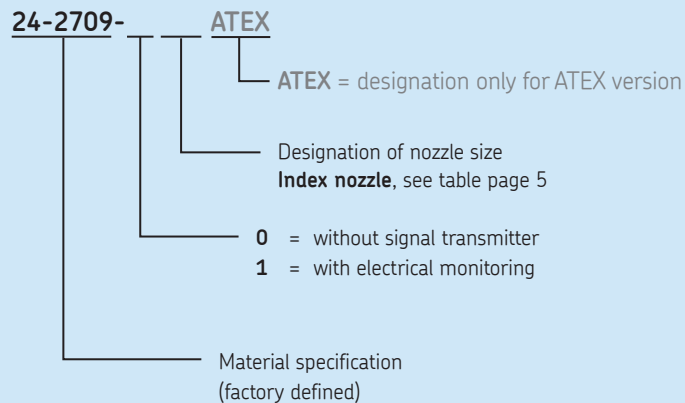 24-2709- _ __ ATEX
ATEX = designation only for ATEX version
Designation of nozzle size
Index nozzle, see table page 5
0 = without signal transmitter
1 = with electrical monitoring
Material specification
(factory defined)